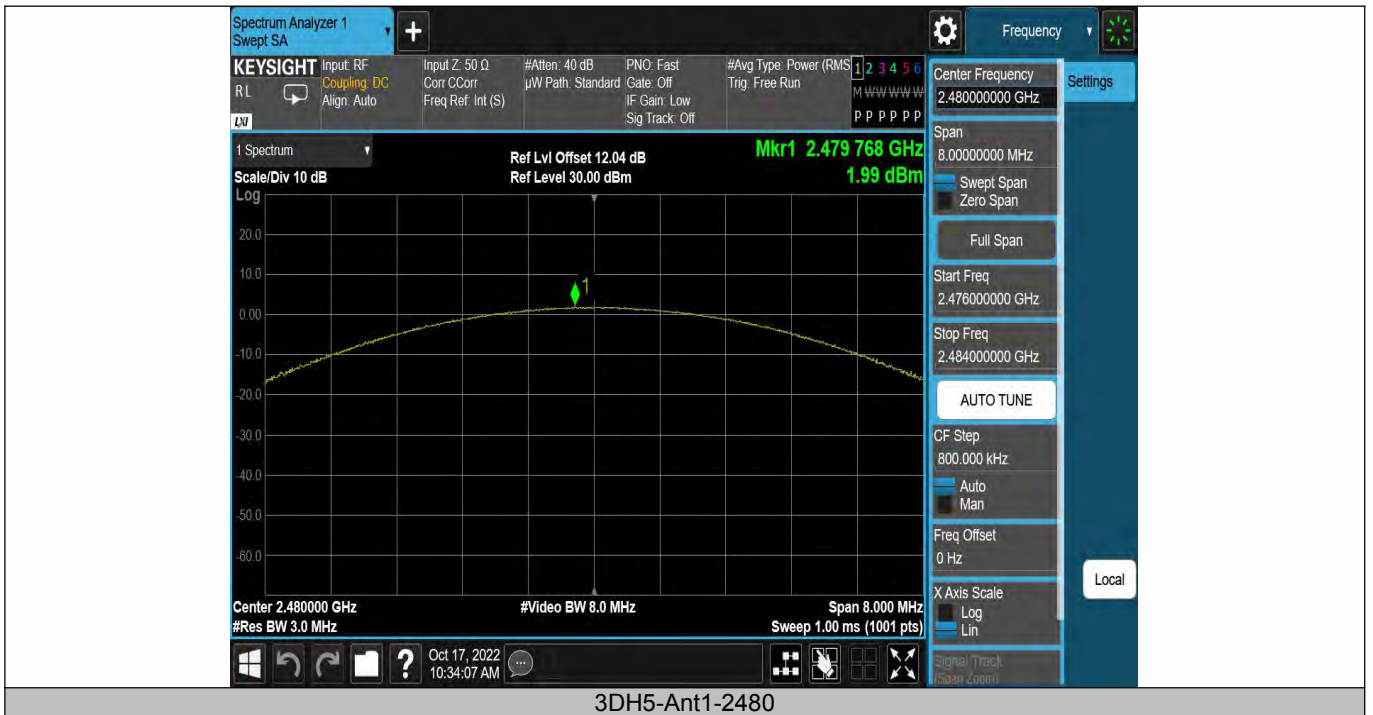 Spectrum Analyzer 1
Swept SA
+
Frequency
KEYSIGHT
RL
LXI
Input: RF
Coupling: DC
Align: Auto
Input Z: 50 Ω
Corr CCorr
Freq Ref: Int (S)
#Atten: 40 dB
µW Path: Standard
PNO: Fast
Gate: Off
IF Gain: Low
Sig Track: Off
#Avg Type: Power (RMS
Trig: Free Run
1 2 3 4 5 6
M W W W W W
P P P P P P
1 Spectrum
Scale/Div 10 dB
Log
Ref Lvl Offset 12.04 dB
Ref Level 30.00 dBm
Mkr1 2.479 768 GHz
1.99 dBm
20.0
10.0
0.00
-10.0
-20.0
-30.0
-40.0
-50.0
-60.0
1
Center 2.480000 GHz
#Res BW 3.0 MHz
#Video BW 8.0 MHz
Span 8.000 MHz
Sweep 1.00 ms (1001 pts)
Center Frequency
2.480000000 GHz
Settings
Span
8.00000000 MHz
Swept Span
Zero Span
Full Span
Start Freq
2.476000000 GHz
Stop Freq
2.484000000 GHz
AUTO TUNE
CF Step
800.000 kHz
Auto
Man
Freq Offset
0 Hz
X Axis Scale
Log
Lin
Signal Track
(Span Zoom)
Local
?
Oct 17, 2022
10:34:07 AM
3DH5-Ant1-2480